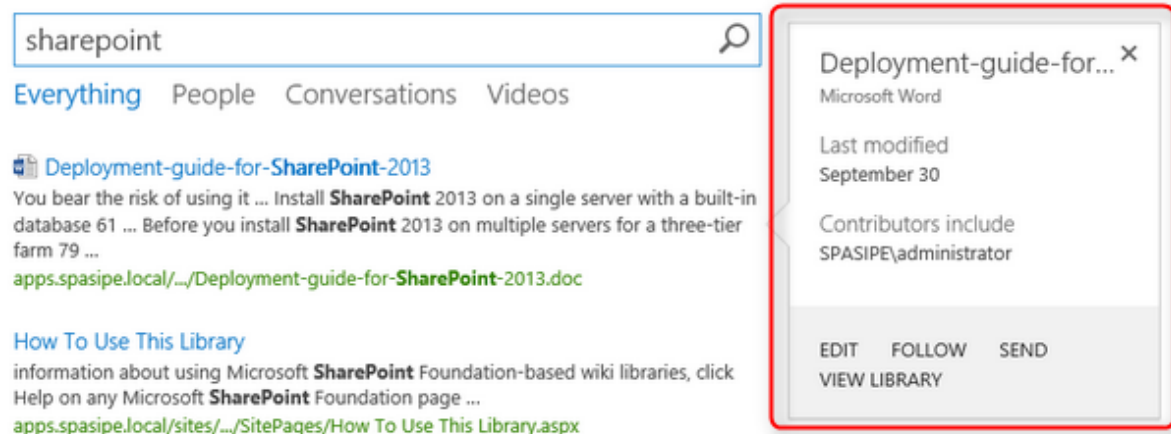 sharepoint
Everything People Conversations Videos
Deployment-guide-for-SharePoint-2013
You bear the risk of using it ... Install SharePoint 2013 on a single server with a built-in
database 61 ... Before you install SharePoint 2013 on multiple servers for a three-tier
farm 79 ...
apps.spasipe.local/.../Deployment-guide-for-SharePoint-2013.doc
How To Use This Library
information about using Microsoft SharePoint Foundation-based wiki libraries, click
Help on any Microsoft SharePoint Foundation page ...
apps.spasipe.local/sites/.../SitePages/How To Use This Library.aspx
Deployment-guide-for...
Microsoft Word
Last modified
September 30
Contributors include
SPASIPE\administrator
EDIT FOLLOW SEND
VIEW LIBRARY